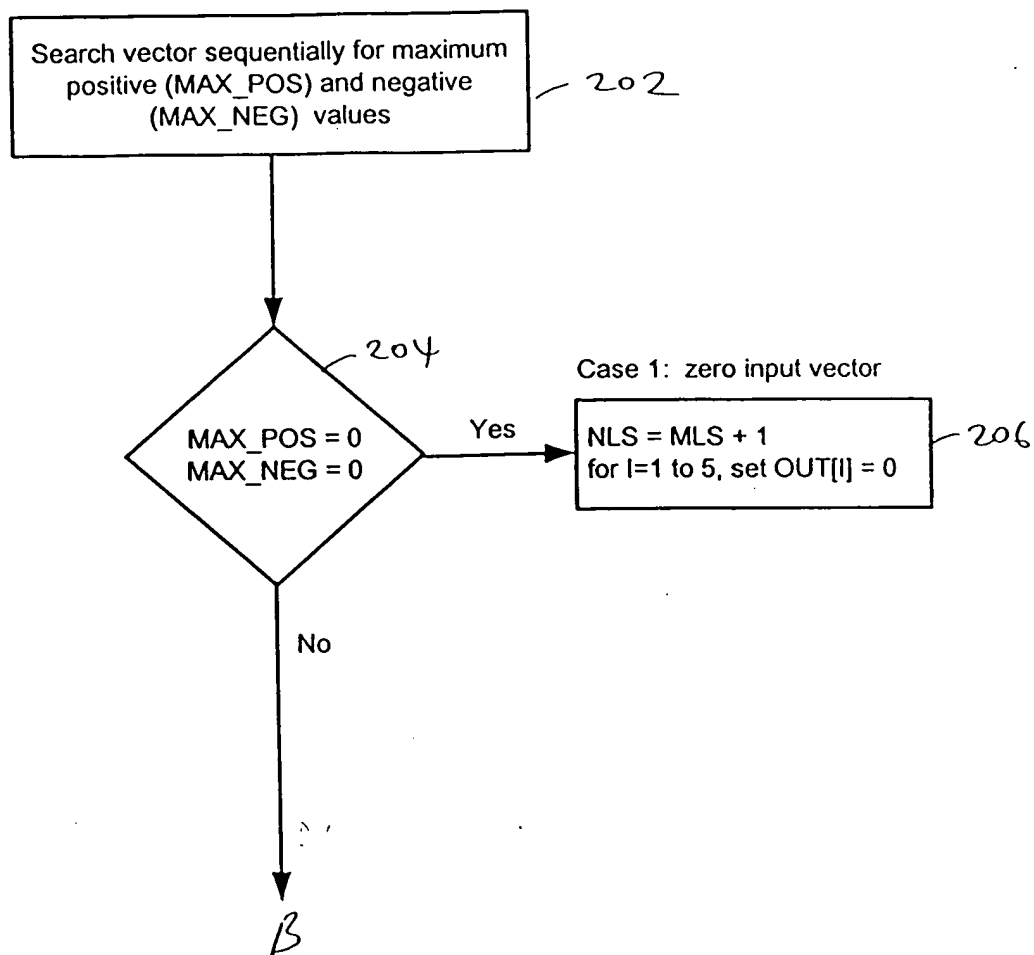 Search vector sequentially for maximum
positive (MAX_POS) and negative
(MAX_NEG) values
202
204
MAX_POS = 0
MAX_NEG = 0
Yes
Case 1: zero input vector
NLS = MLS + 1
for I=1 to 5, set OUT[I] = 0
206
No
B